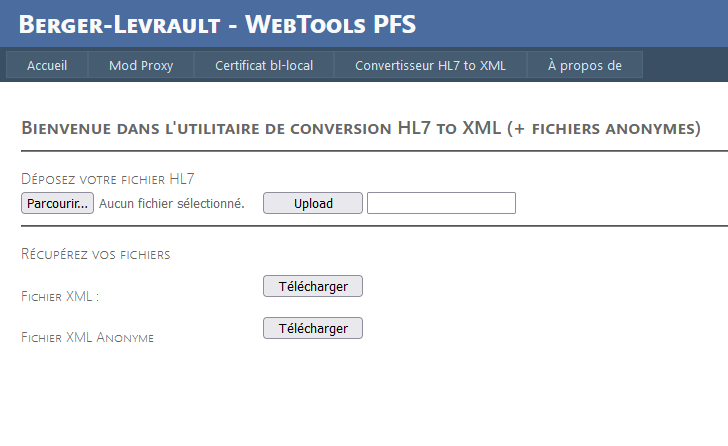 Berger-Levrault - WebTools PFS
Accueil Mod Proxy Certificat bl-local Convertisseur HL7 to XML À propos de
Bienvenue dans l'utilitaire de conversion HL7 to XML (+ fichiers anonymes)
Déposez votre fichier HL7
Parcourir... Aucun fichier sélectionné. Upload
Récupérez vos fichiers
Fichier XML : Télécharger
Fichier XML Anonyme Télécharger